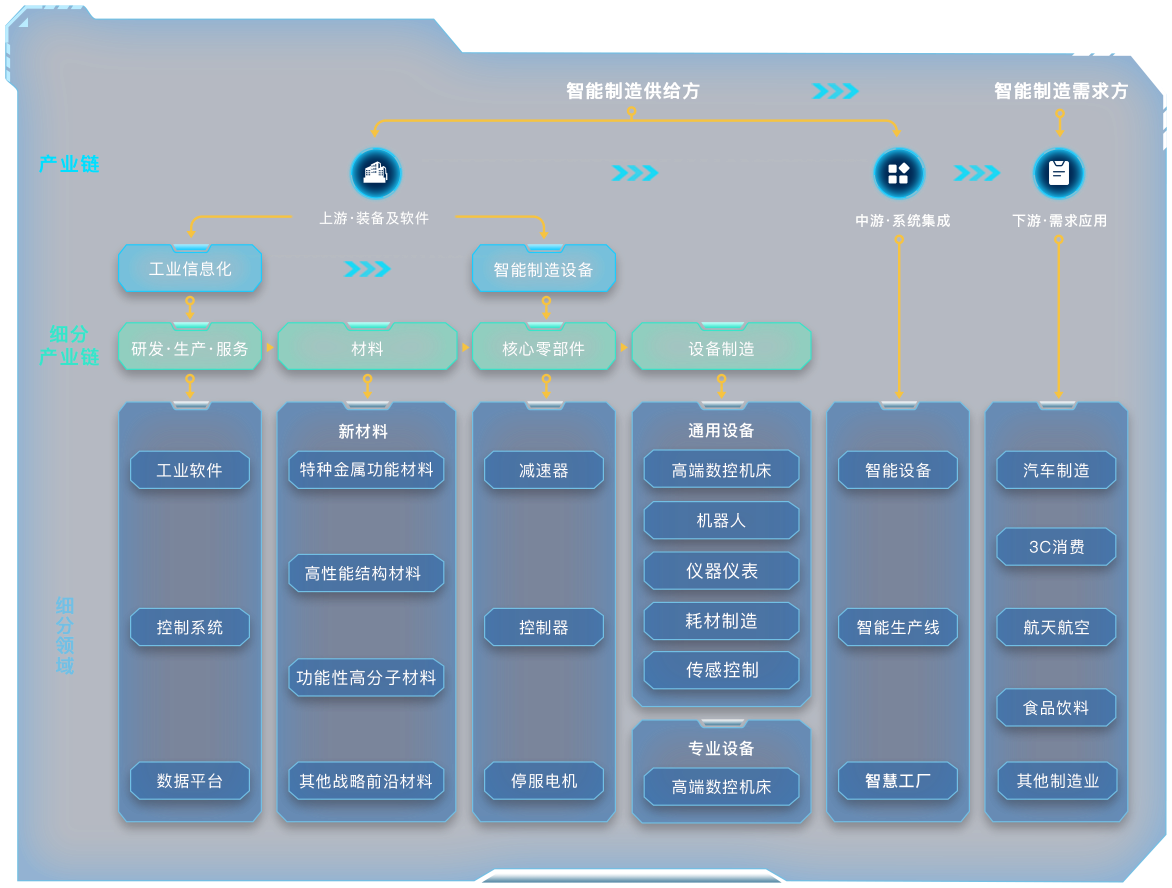 智能制造供给方
智能制造需求方
产业链
上游·装备及软件
中游·系统集成
下游·需求应用
工业信息化
智能制造设备
细分
产业链
研发·生产·服务
材料
核心零部件
设备制造
细分领域
工业软件
控制系统
数据平台
新材料
特种金属功能材料
高性能结构材料
功能性高分子材料
其他战略前沿材料
减速器
控制器
停服电机
通用设备
高端数控机床
机器人
仪器仪表
耗材制造
传感控制
专业设备
高端数控机床
智能设备
智能生产线
智慧工厂
汽车制造
3C消费
航天航空
食品饮料
其他制造业